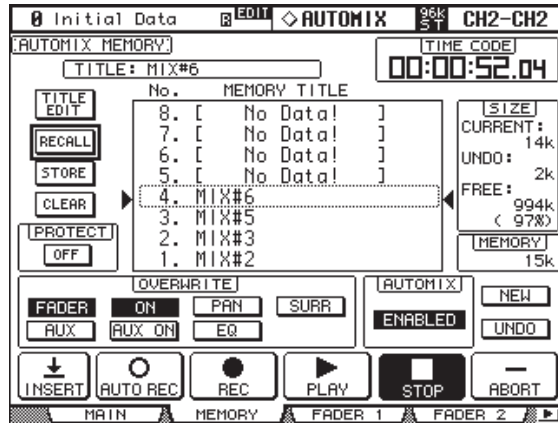 0 Initial Data R EDIT ◇AUTOMIX 96k ST CH2-CH2
AUTOMIX MEMORY
TIME CODE
00:00:52.04
TITLE: MIX#6
No. MEMORY TITLE
TITLE EDIT
RECALL
STORE
CLEAR
PROTECT
OFF
8. [ No Data! ]
7. [ No Data! ]
6. [ No Data! ]
5. [ No Data! ]
4. MIX#6
3. MIX#5
2. MIX#3
1. MIX#2
SIZE
CURRENT:
14k
UNDO:
2k
FREE:
994k
( 97%)
MEMORY
15k
OVERWRITE
FADER ON PAN SURR
AUX AUX ON EQ
AUTOMIX
ENABLED
NEW
UNDO
INSERT AUTO REC REC PLAY STOP ABORT
MAIN MEMORY FADER 1 FADER 2